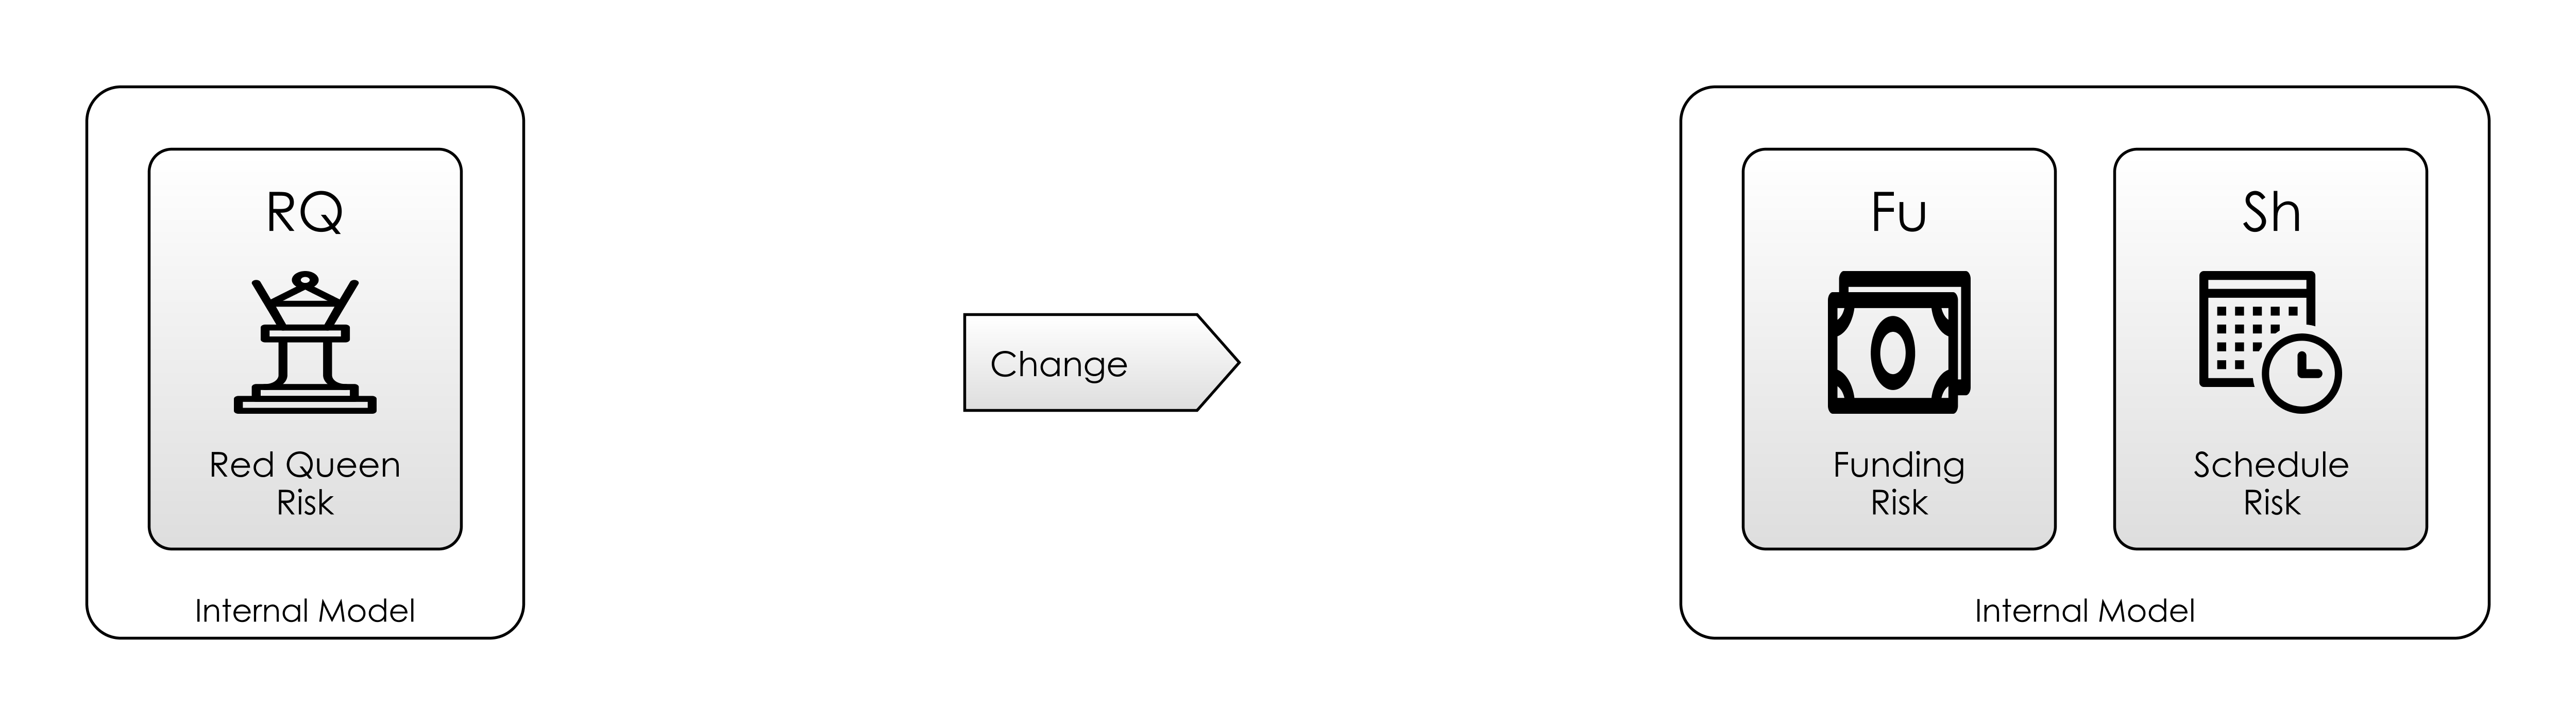 RQ
Red Queen
Risk
Internal Model
Change
Fu
Funding
Risk
Sh
Schedule
Risk
Internal Model